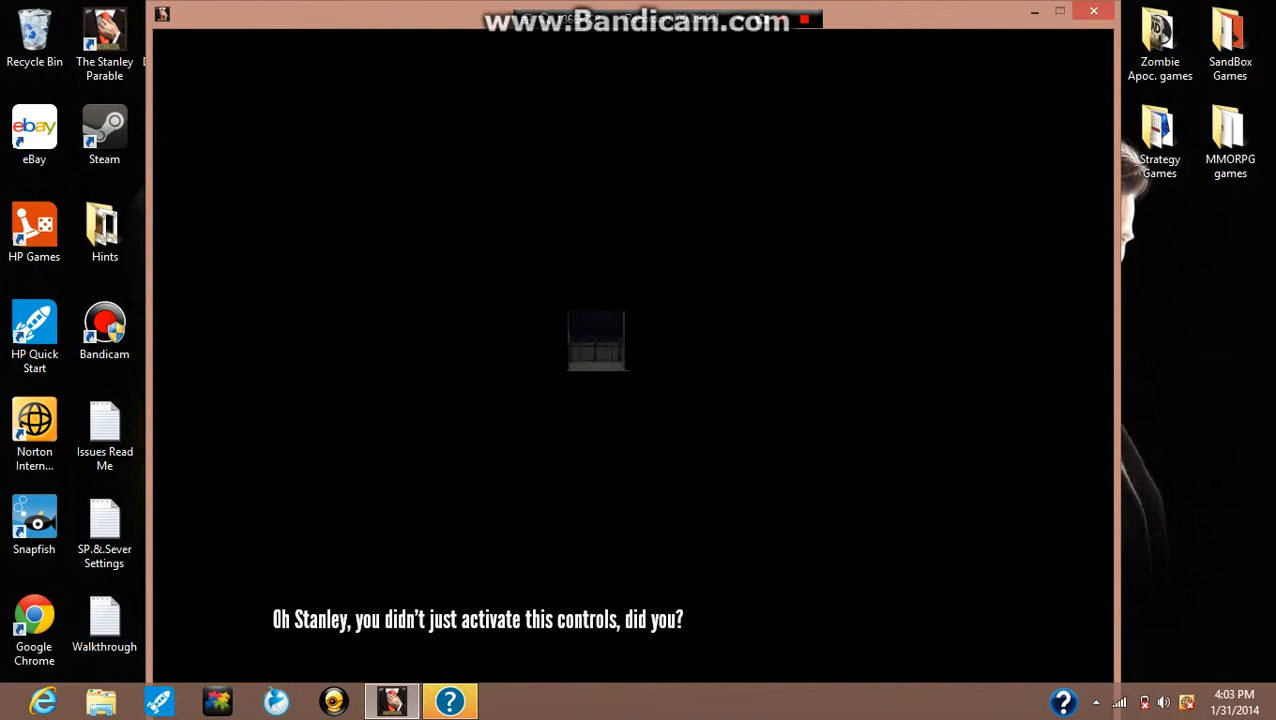 www.Bandicam.com
Recycle Bin
The Stanley
Parable
Zombie
Apoc. games
SandBox
Games
ebay
eBay
Steam
Strategy
Games
MMORPG
games
HP Games
Hints
HP Quick
Start
Bandicam
Norton
Intern...
Issues Read
Me
Snapfish
SP.&.Sever
Settings
Oh Stanley, you didn't just activate this controls, did you?
Google
Chrome
Walkthrough
4:03 PM
1/31/2014